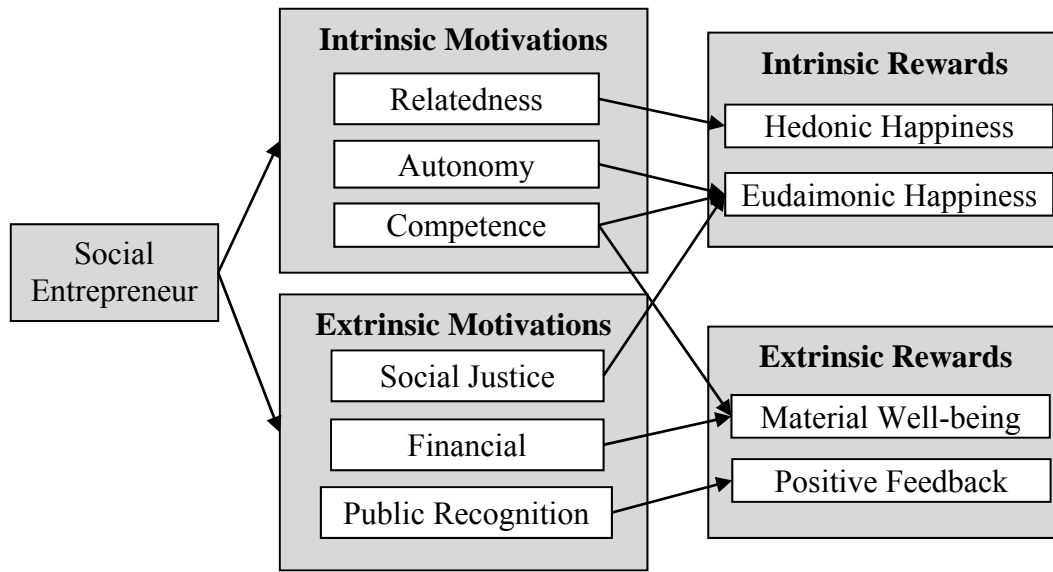 Social
Entrepreneur
Intrinsic Motivations
Relatedness
Autonomy
Competence
Extrinsic Motivations
Social Justice
Financial
Public Recognition
Intrinsic Rewards
Hedonic Happiness
Eudaimonic Happiness
Extrinsic Rewards
Material Well-being
Positive Feedback